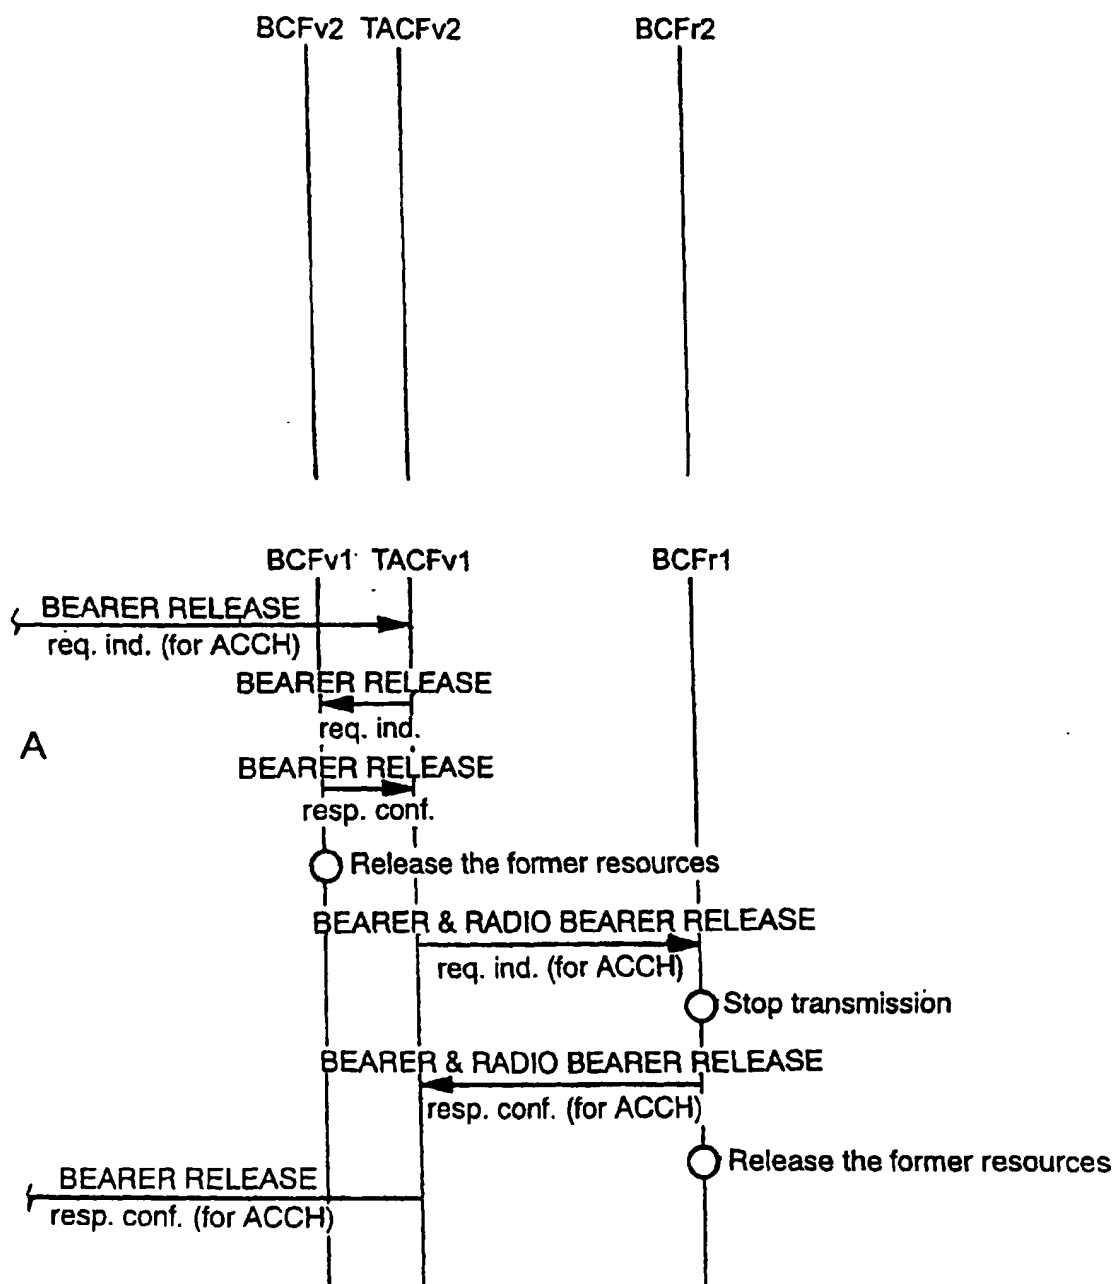 BCFv2 TACFv2 BCFr2
BCFv1 TACFv1 BCFr1
BEARER RELEASE
req. ind. (for ACCH)
BEARER RELEASE
req. ind.
A
BEARER RELEASE
resp. conf.
Release the former resources
BEARER & RADIO BEARER RELEASE
req. ind. (for ACCH)
Stop transmission
BEARER & RADIO BEARER RELEASE
resp. conf. (for ACCH)
Release the former resources
BEARER RELEASE
resp. conf. (for ACCH)